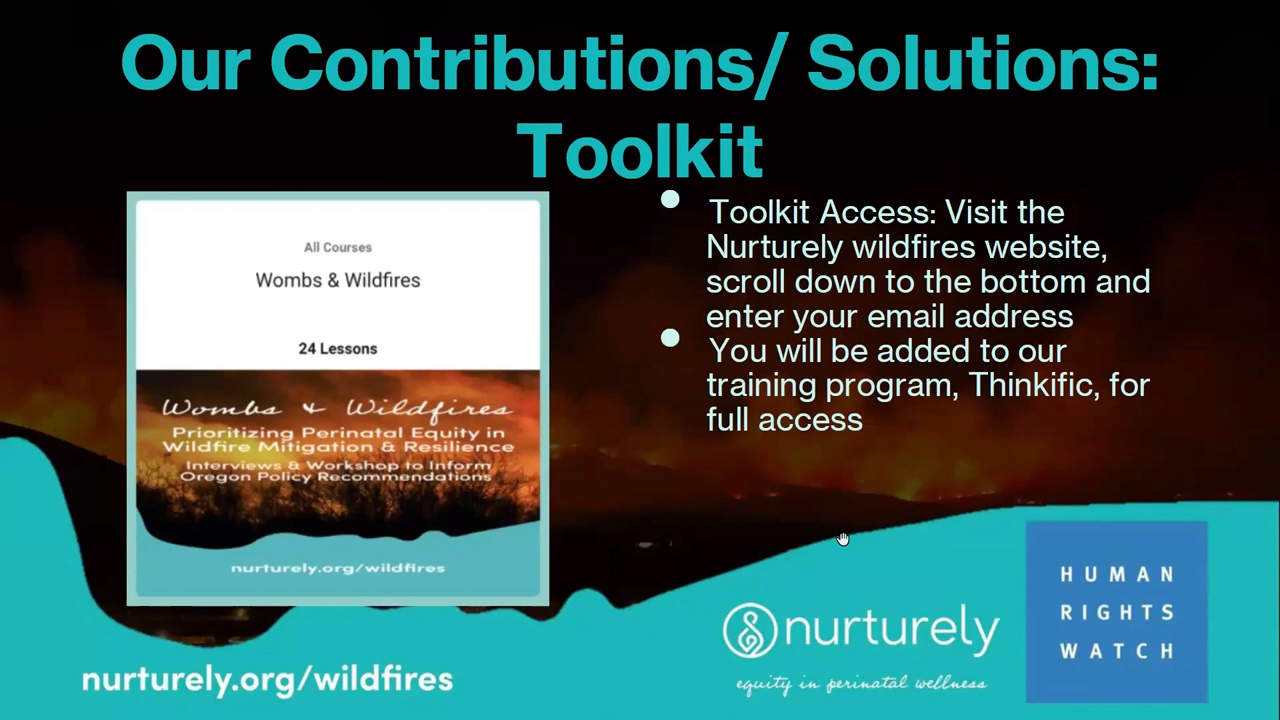 Our Contributions/ Solutions:
Toolkit
All Courses
Wombs & Wildfires
24 Lessons
Wombs & Wildfires
Prioritizing Perinatal Equity in
Wildfire Mitigation & Resilience
Interviews & Workshop to Inform
Oregon Policy Recommendations
nurturely.org/wildfires
• Toolkit Access: Visit the
Nurturely wildfires website,
scroll down to the bottom and
enter your email address
• You will be added to our
training program, Thinkific, for
full access
nurturely.org/wildfires
nurturely
equity in perinatal wellness
HUMAN
RIGHTS
WATCH